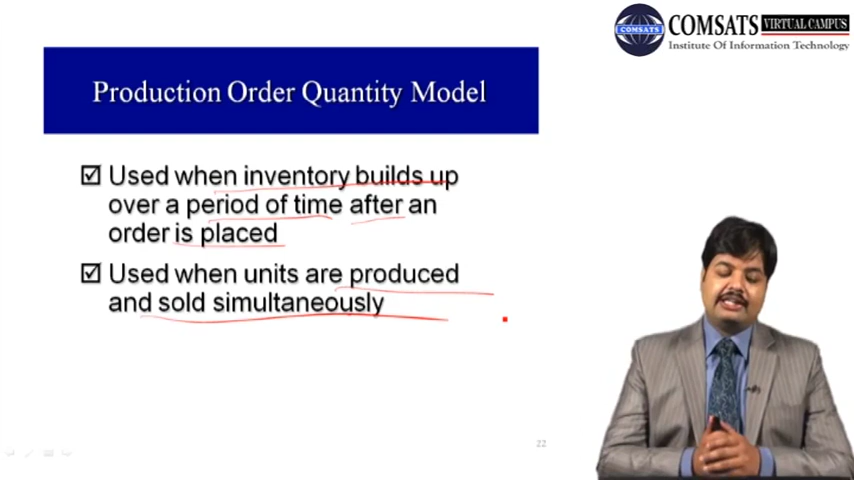 COMSATS VIRTUAL CAMPUS
COMSATS
Institute Of Information Technology
Production Order Quantity Model
Used when inventory builds up
over a period of time after an
order is placed
Used when units are produced
and sold simultaneously
22